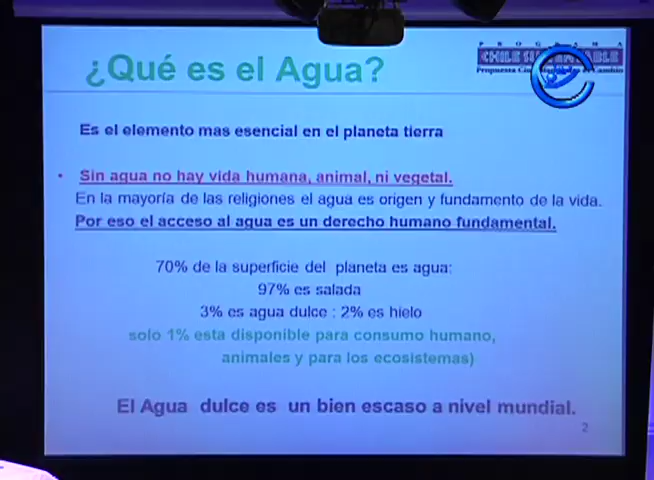 ¿Qué es el Agua?
P R O G R A M A
CHILE SUSTENTABLE
Es el elemento mas esencial en el planeta tierra
• Sin agua no hay vida humana, animal, ni vegetal.
En la mayoría de las religiones el agua es origen y fundamento de la vida.
Por eso el acceso al agua es un derecho humano fundamental.
70% de la superficie del planeta es agua:
97% es salada
3% es agua dulce : 2% es hielo
solo 1% esta disponible para consumo humano,
animales y para los ecosistemas)
El Agua dulce es un bien escaso a nivel mundial.
2